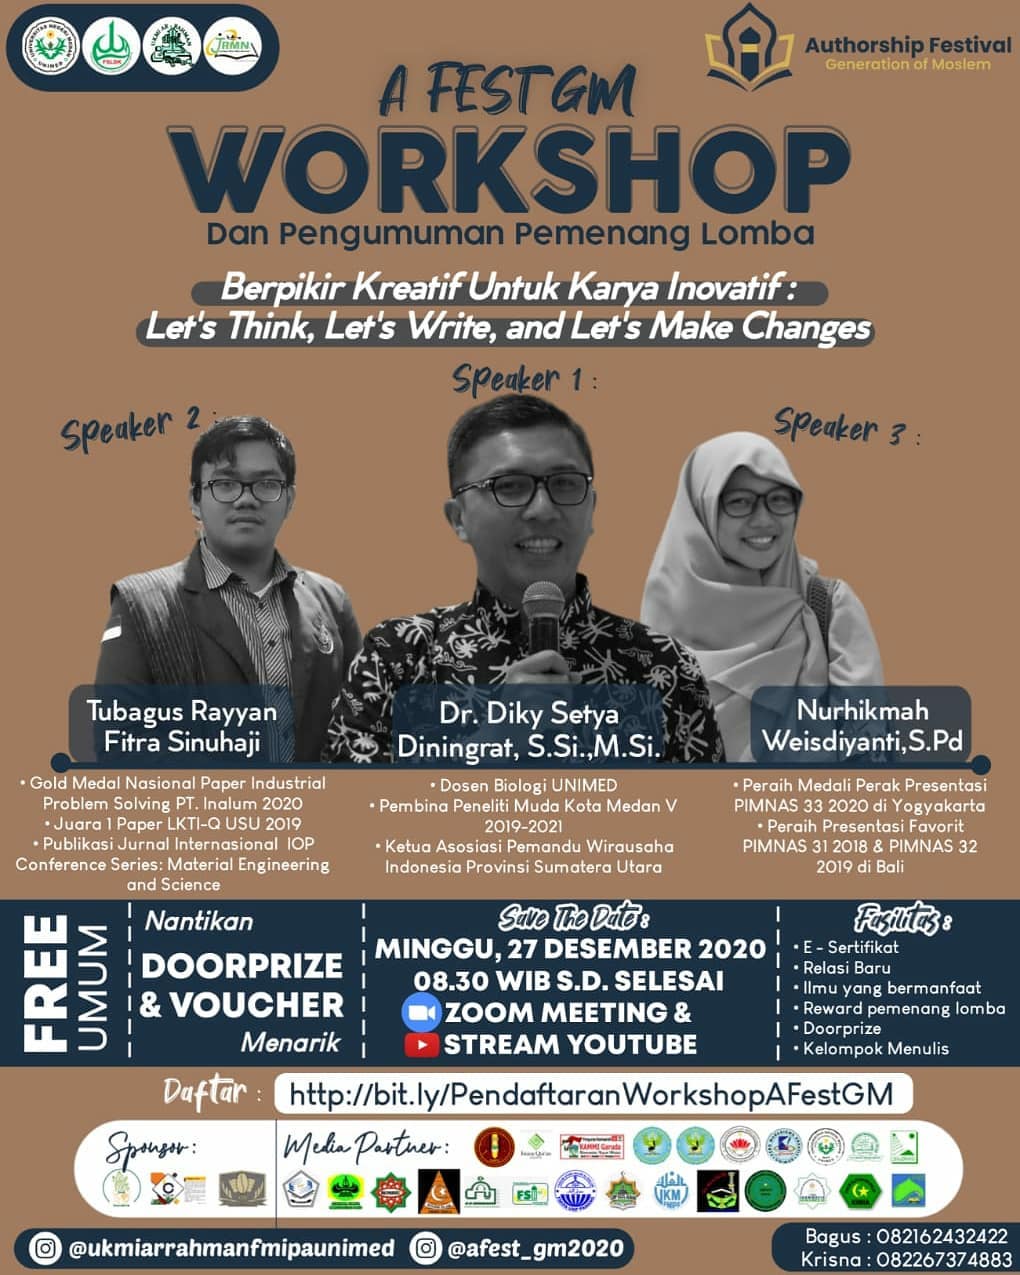 Authorship Festival
Generation of Moslem
A FEST GM
WORKSHOP
Dan Pengumuman Pemenang Lomba
Berpikir Kreatif Untuk Karya Inovatif :
Let's Think, Let's Write, and Let's Make Changes
Speaker 1 :
Speaker 2 :
Speaker 3 :
Tubagus Rayyan
Fitra Sinuhaji
• Gold Medal Nasional Paper Industrial
Problem Solving PT. Inalum 2020
• Juara 1 Paper LKTI-Q USU 2019
• Publikasi Jurnal Internasional IOP
Conference Series: Material Engineering
and Science
Dr. Diky Setya
Diningrat, S.Si.,M.Si.
• Dosen Biologi UNIMED
• Pembina Peneliti Muda Kota Medan V
2019-2021
• Ketua Asosiasi Pemandu Wirausaha
Indonesia Provinsi Sumatera Utara
Nurhikmah
Weisdiyanti,S.Pd
• Peraih Medali Perak Presentasi
PIMNAS 33 2020 di Yogyakarta
• Peraih Presentasi Favorit
PIMNAS 31 2018 & PIMNAS 32
2019 di Bali
FREE
UMUM
Nantikan
DOORPRIZE
& VOUCHER
Menarik
Save The Date :
MINGGU, 27 DESEMBER 2020
08.30 WIB S.D. SELESAI
ZOOM MEETING &
STREAM YOUTUBE
Fasilitas :
• E - Sertifikat
• Relasi Baru
• Ilmu yang bermanfaat
• Reward pemenang lomba
• Doorprize
• Kelompok Menulis
Daftar :
http://bit.ly/PendaftaranWorkshopAFestGM
Sponsor :
Media Partner :
@ukmiarrahmanfmipaunimed
@afest_gm2020
Bagus : 082162432422
Krisna : 082267374883